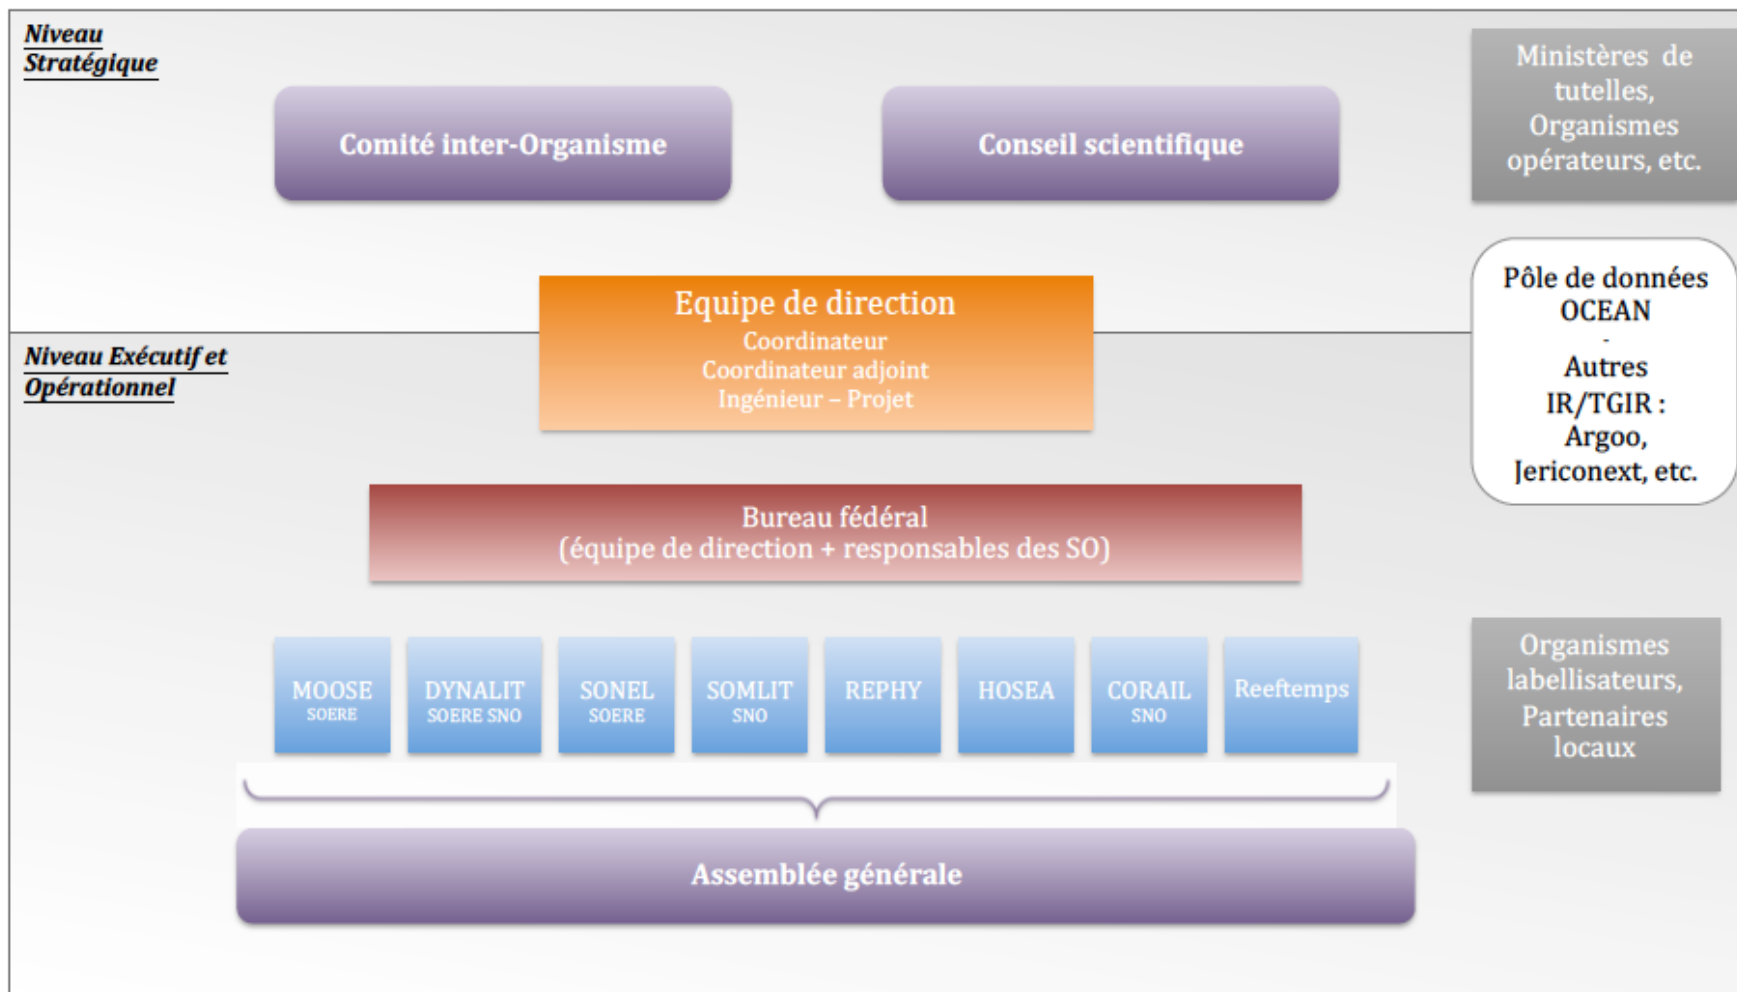 Niveau
Stratégique
Comité inter-Organisme
Conseil scientifique
Ministères de
tutelles,
Organismes
opérateurs, etc.
Equipe de direction
Coordinateur
Coordinateur adjoint
Ingénieur – Projet
Pôle de données
OCEAN
-
Autres
IR/TGIR :
Argoo,
Jericonext, etc.
Niveau Exécutif et
Opérationnel
Bureau fédéral
(équipe de direction + responsables des SO)
MOOSE
SOERE
DYNALIT
SOERE SNO
SONEL
SOERE
SOMLIT
SNO
REPHY
HOSEA
CORAIL
SNO
Reeftemps
Organismes
labellisateurs,
Partenaires
locaux
Assemblée générale